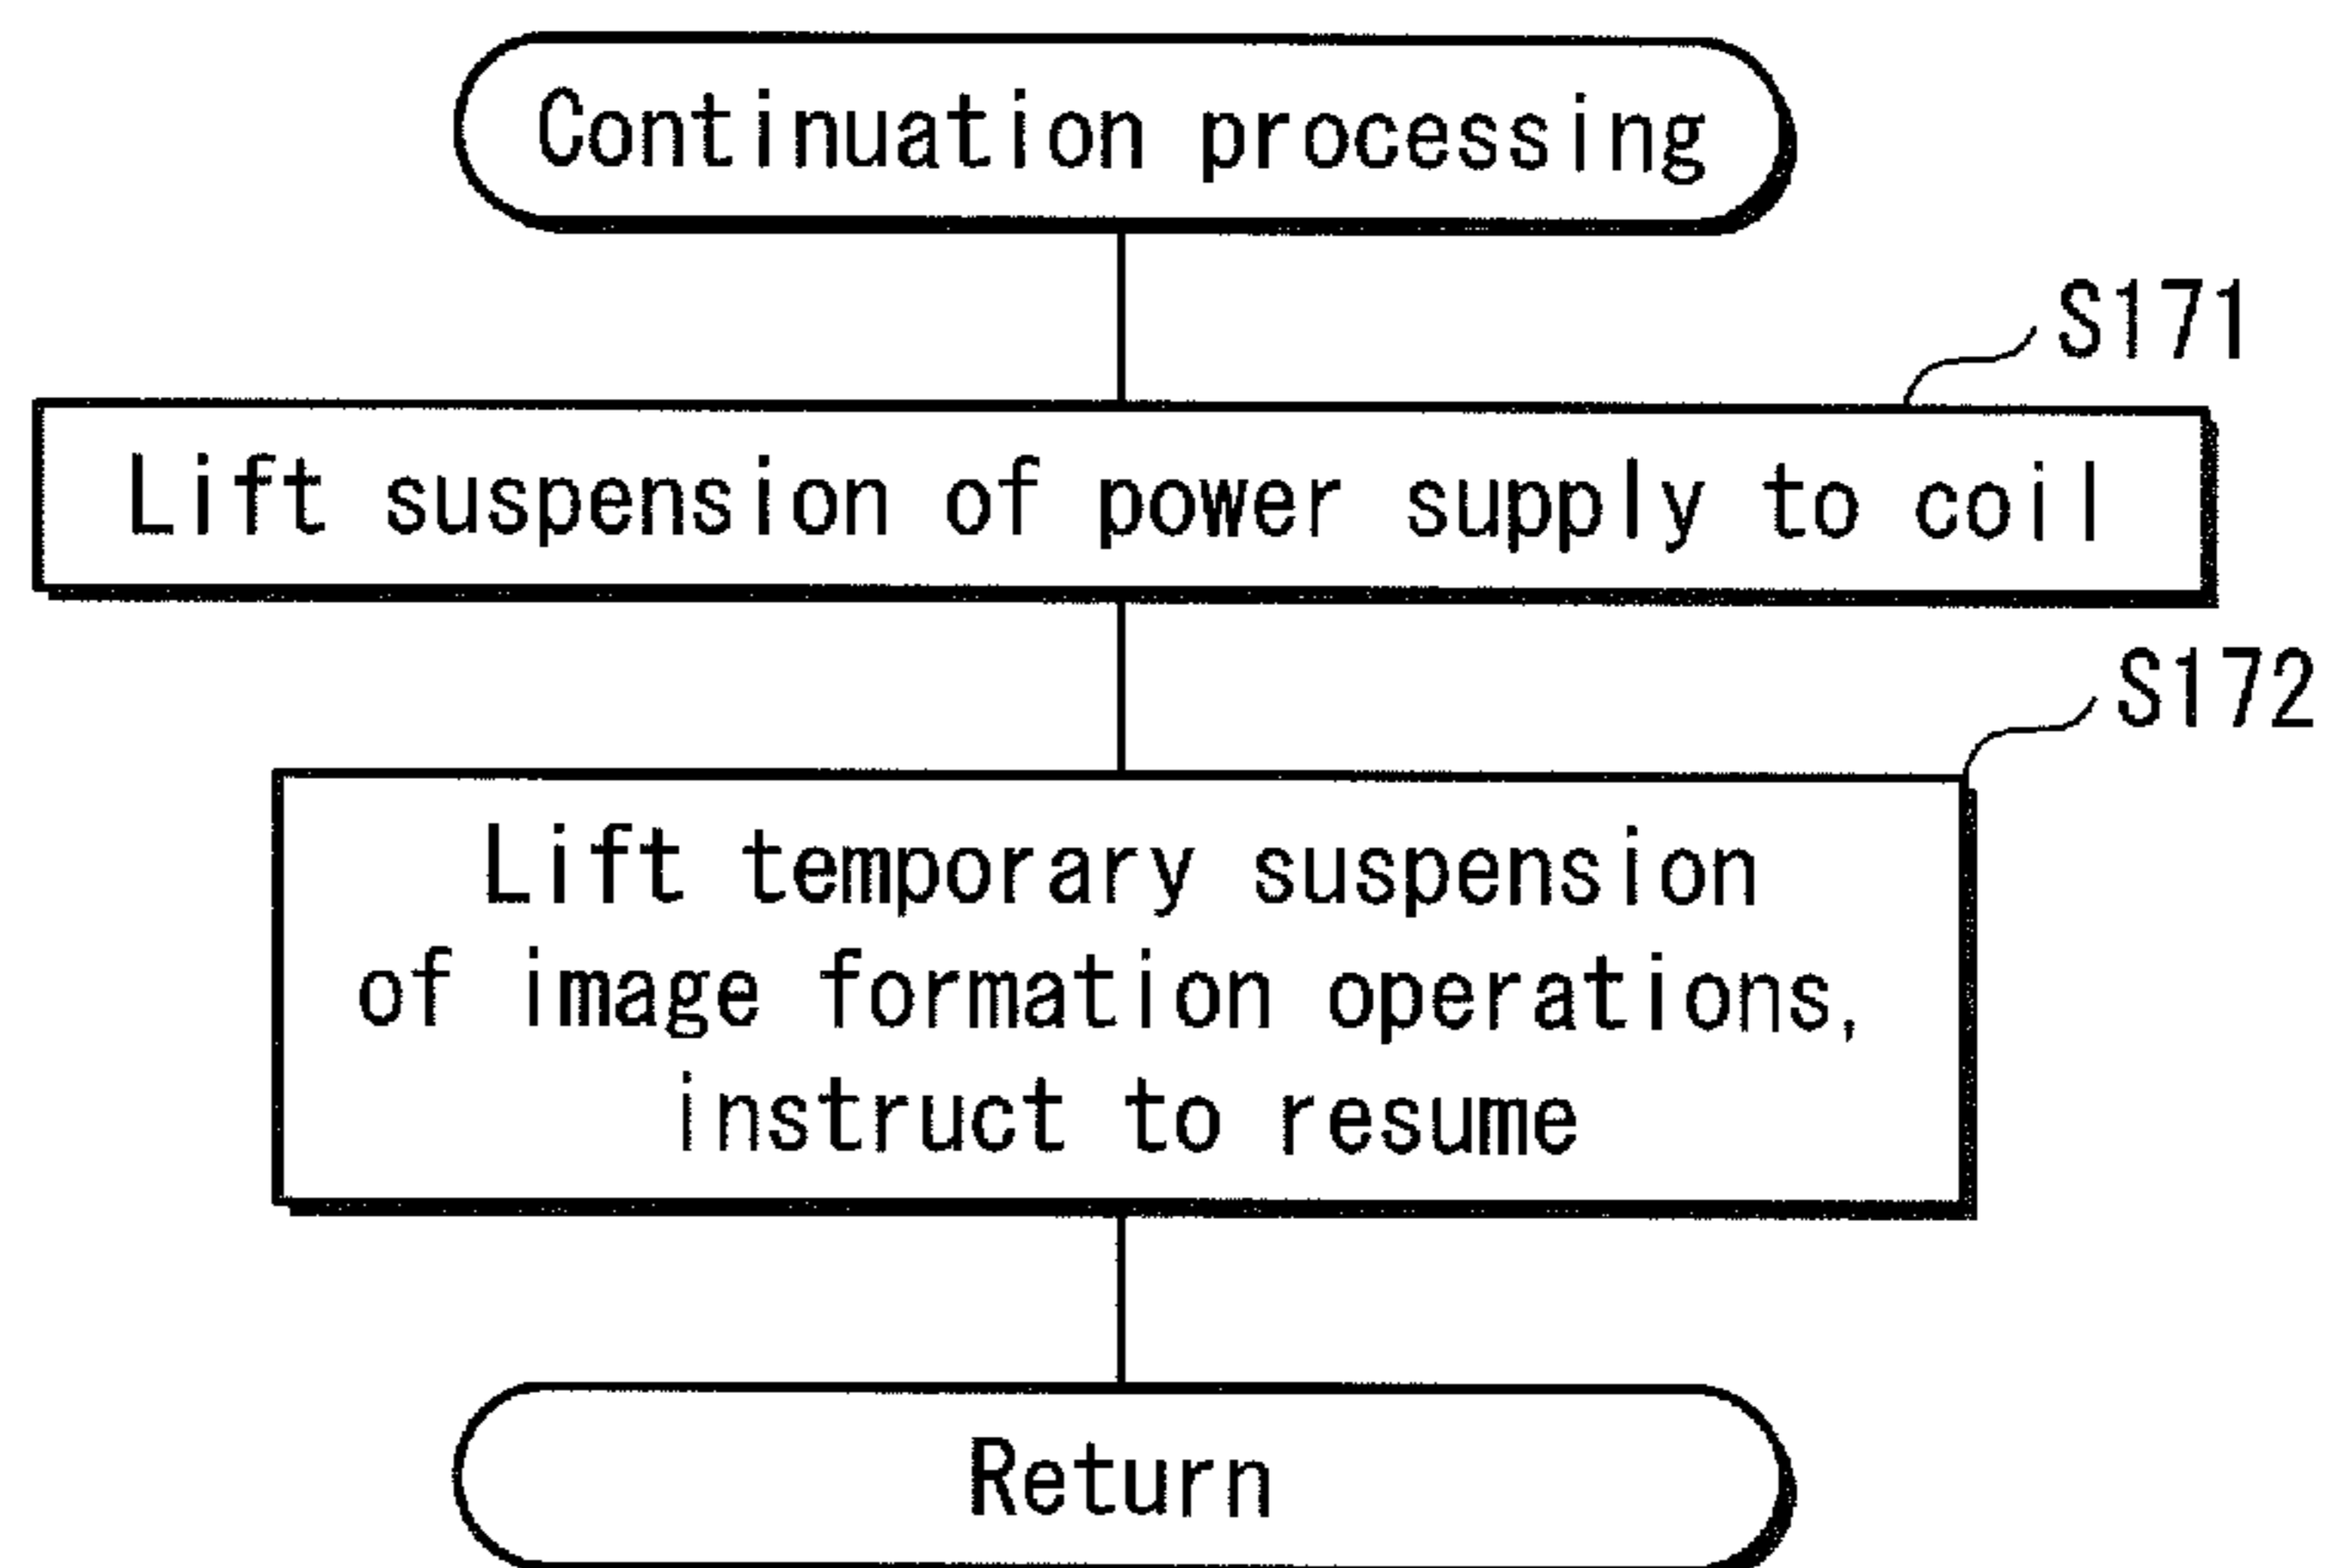 Continuation processing
S171
Lift suspension of power supply to coil
S172
Lift temporary suspension
of image formation operations,
instruct to resume
Return